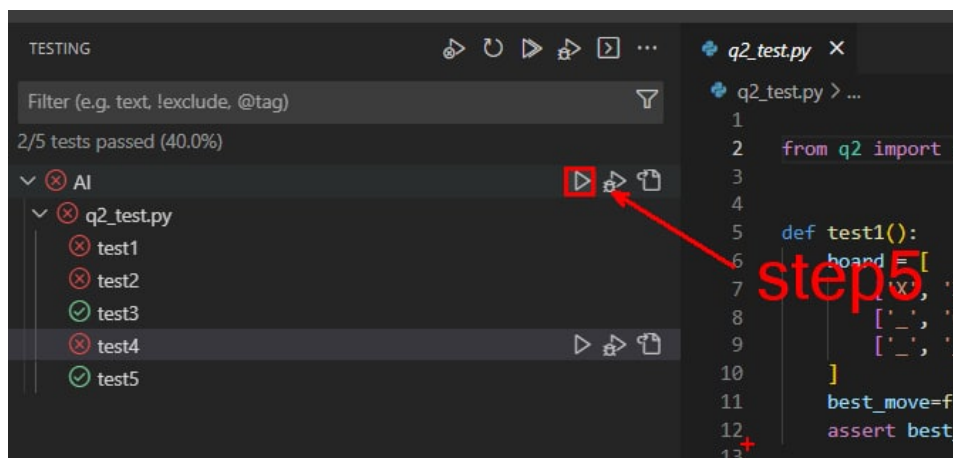 TESTING
Filter (e.g. text, !exclude, @tag)
2/5 tests passed (40.0%)
AI
q2_test.py
test1
test2
test3
test4
test5
step5
q2_test.py
q2_test.py > ...
1
2 from q2 import
3
4
5 def test1():
6 board = [
7 ['X', '
8 ['_', '
9 ['_', '
10 ]
11 best_move=f
12 assert best_
13